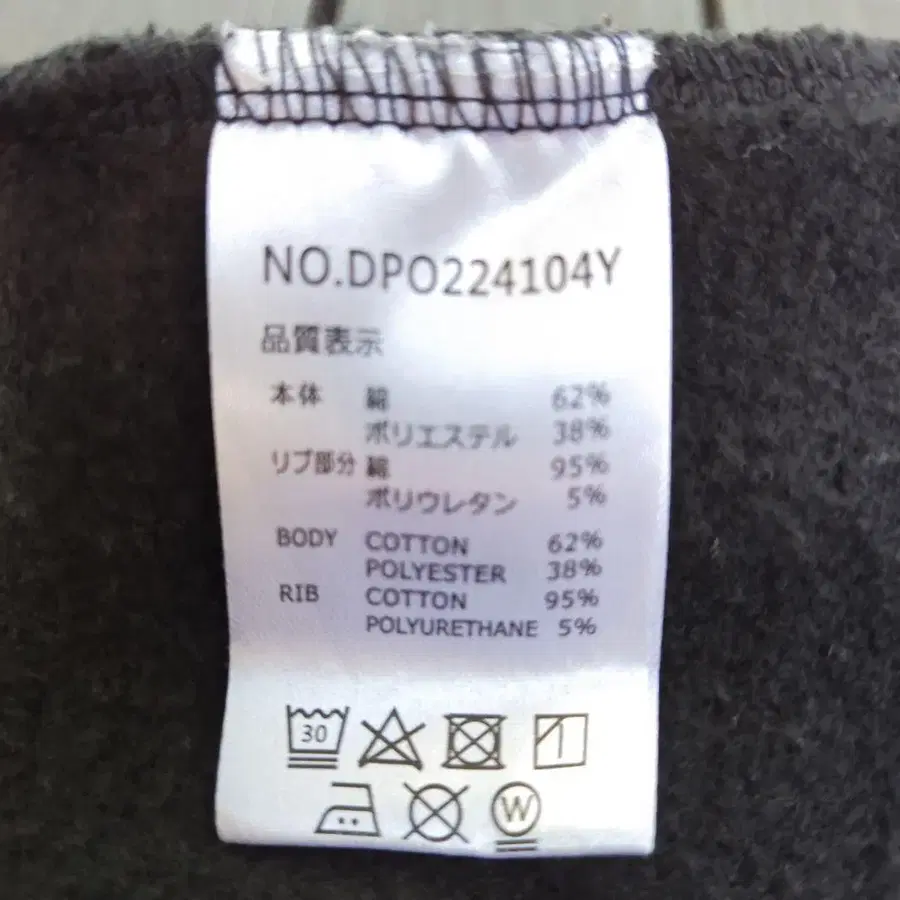 NO.DPO224104Y
品質表示
本体 綿 62%
ポリエステル 38%
リブ部分 綿 95%
ポリウレタン 5%
BODY COTTON 62%
POLYESTER 38%
RIB COTTON 95%
POLYURETHANE 5%
30
W